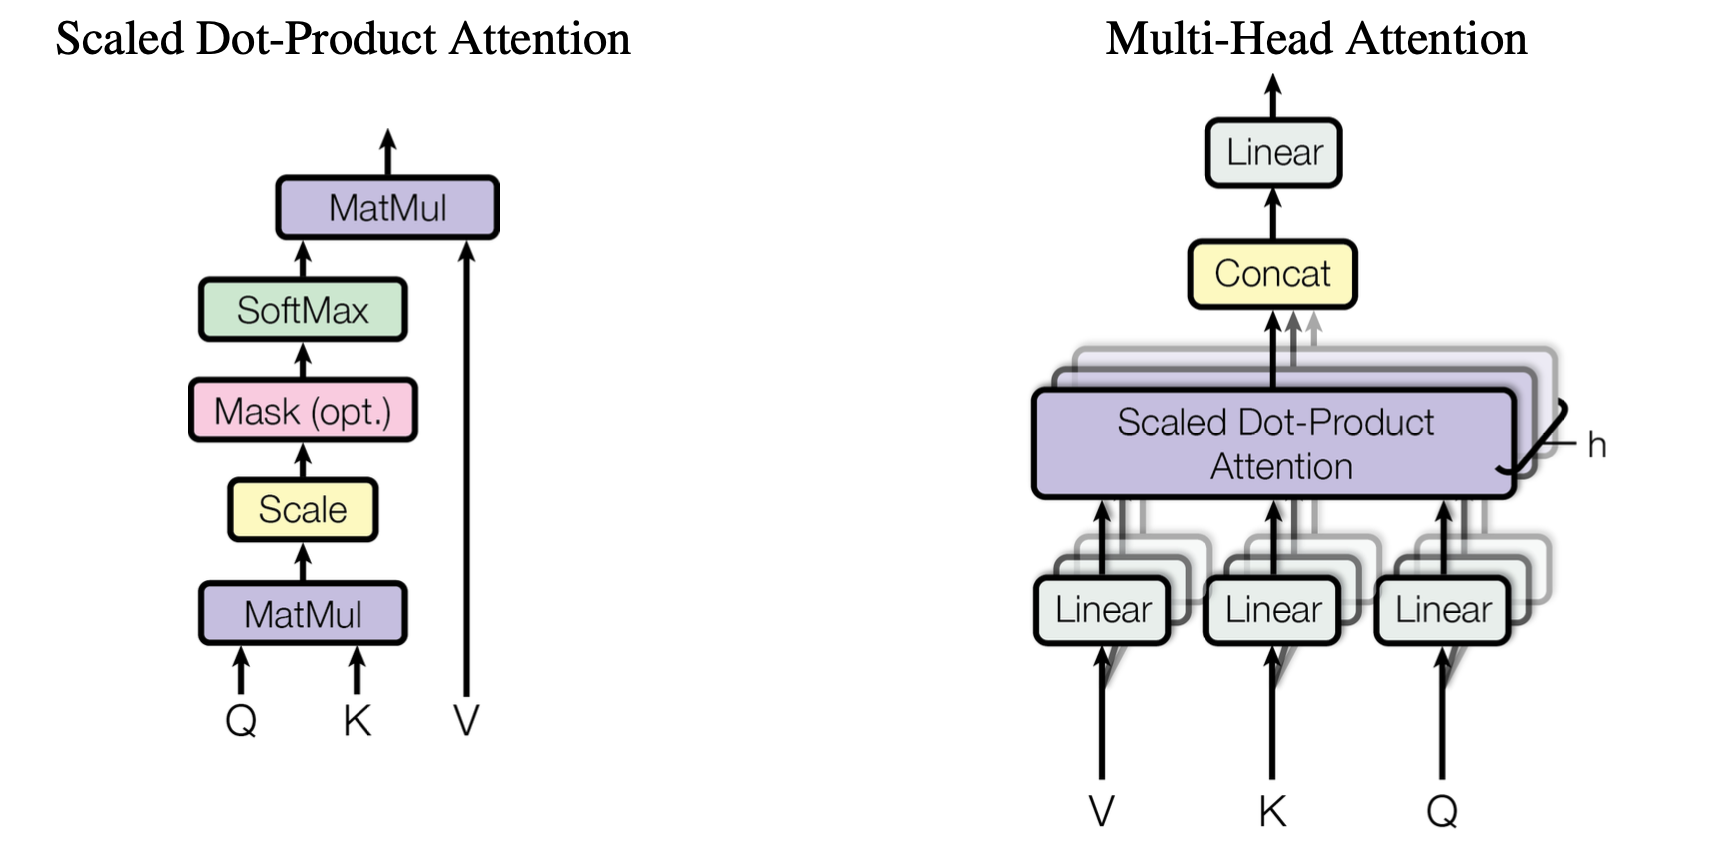 Scaled Dot-Product Attention
MatMul
SoftMax
Mask (opt.)
Scale
MatMul
Q K V
Multi-Head Attention
Linear
Concat
Scaled Dot-Product
Attention
h
Linear Linear Linear
V K Q